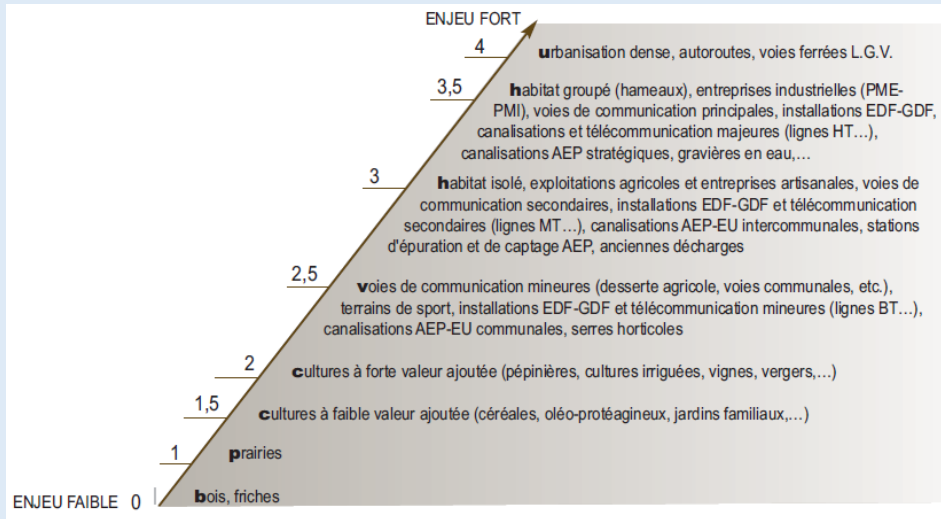 ENJEU FORT
4
urbanisation dense, autoroutes, voies ferrées L.G.V.
3,5
habitat groupé (hameaux), entreprises industrielles (PME-
PMI), voies de communication principales, installations EDF-GDF,
canalisations et télécommunication majeures (lignes HT...),
canalisations AEP stratégiques, gravières en eau,...
3
habitat isolé, exploitations agricoles et entreprises artisanales, voies de
communication secondaires, installations EDF-GDF et télécommunication
secondaires (lignes MT...), canalisations AEP-EU intercommunales, stations
d'épuration et de captage AEP, anciennes décharges
2,5
voies de communication mineures (desserte agricole, voies communales, etc.),
terrains de sport, installations EDF-GDF et télécommunication mineures (lignes BT...),
canalisations AEP-EU communales, serres horticoles
2
cultures à forte valeur ajoutée (pépinières, cultures irriguées, vignes, vergers,...)
1,5
cultures à faible valeur ajoutée (céréales, oléo-protéagineux, jardins familiaux,...)
1
prairies
ENJEU FAIBLE 0
bois, friches